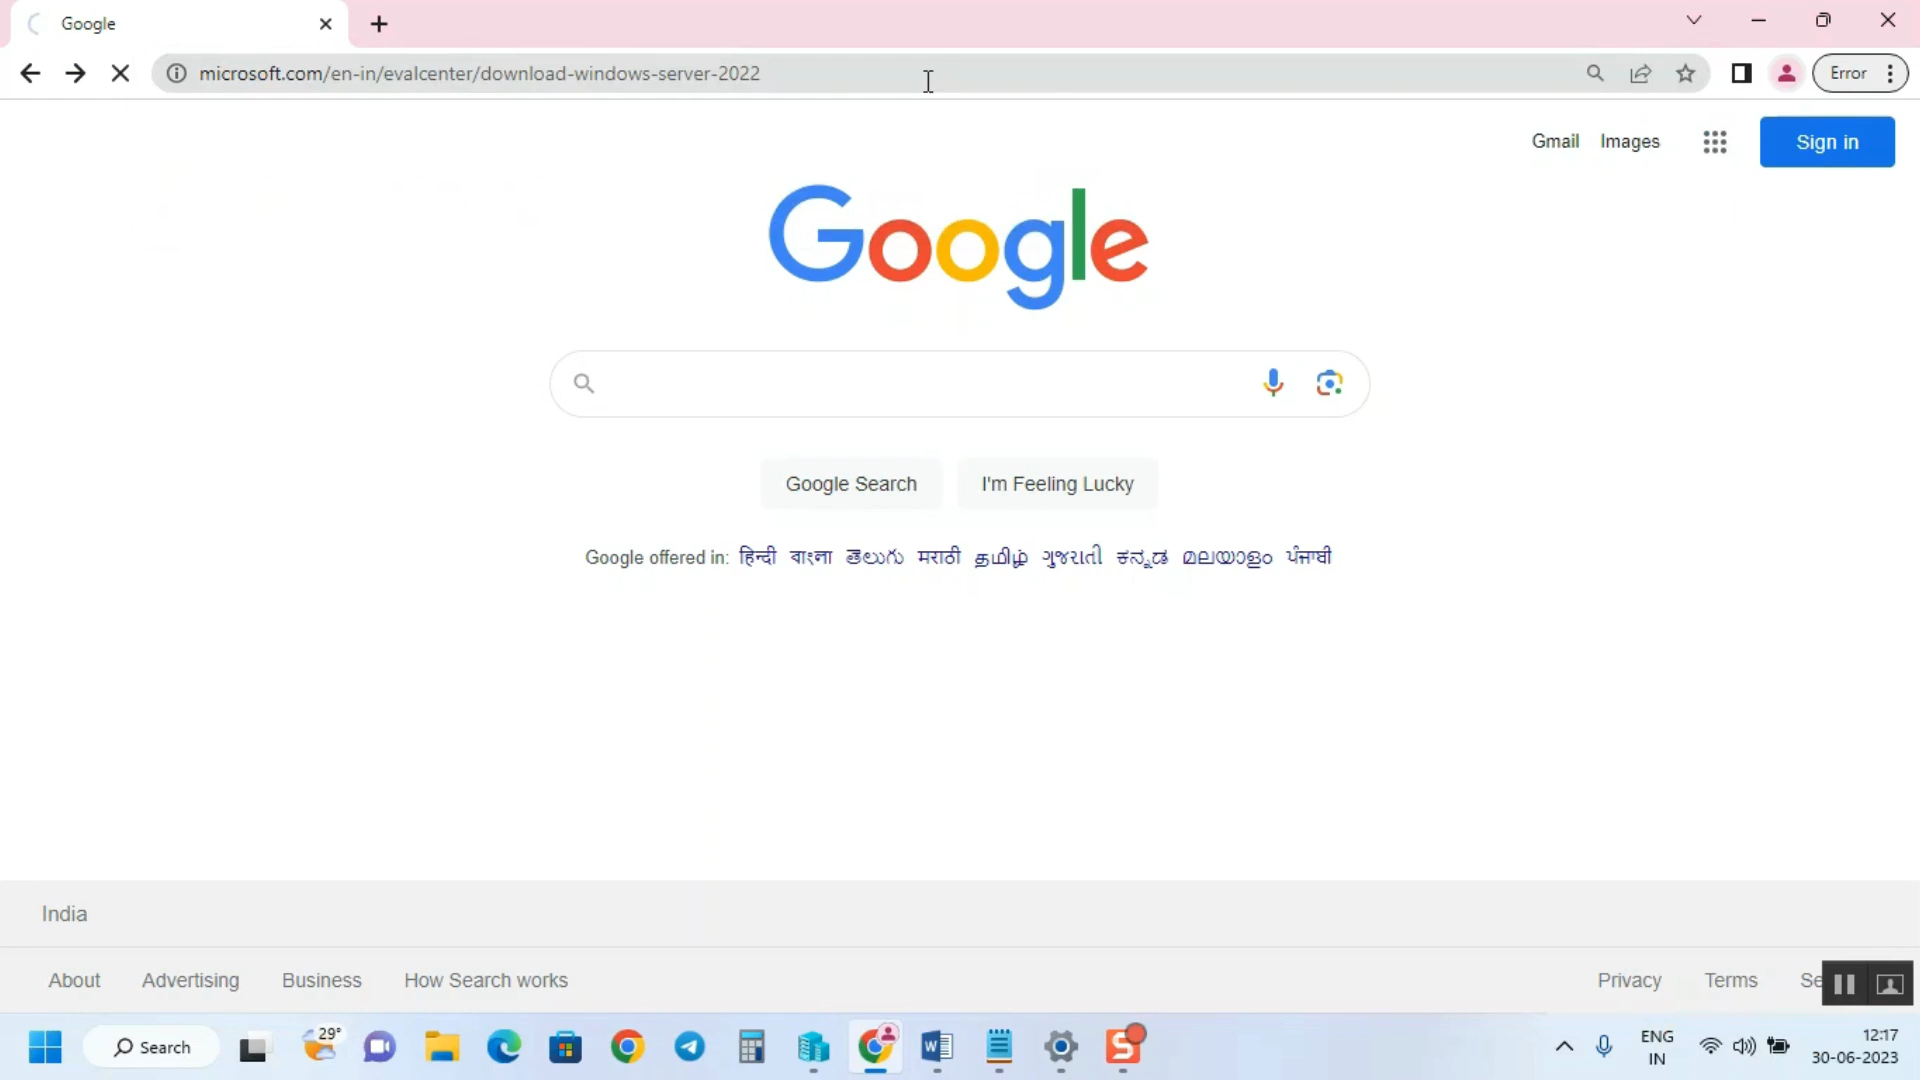 Google
microsoft.com/en-in/evalcenter/download-windows-server-2022
Error
Gmail Images Sign in
Google
Google Search I'm Feeling Lucky
Google offered in: हिन्दी বাংলা తెలుగు मराठी தமிழ் ગુજરાતી ಕನ್ನಡ മലയാളം ਪੰਜਾਬੀ
India
About Advertising Business How Search works Privacy Terms Se
29°
Search
W
S
ENG
IN
12:17
30-06-2023